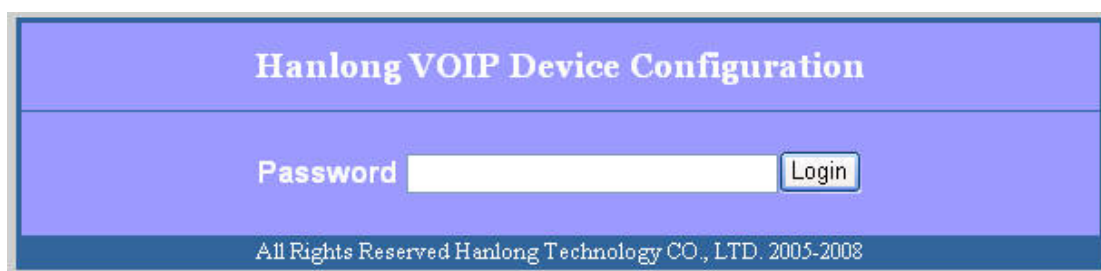 Hanlong VOIP Device Configuration
Password Login
All Rights Reserved Hanlong Technology CO., LTD. 2005-2008